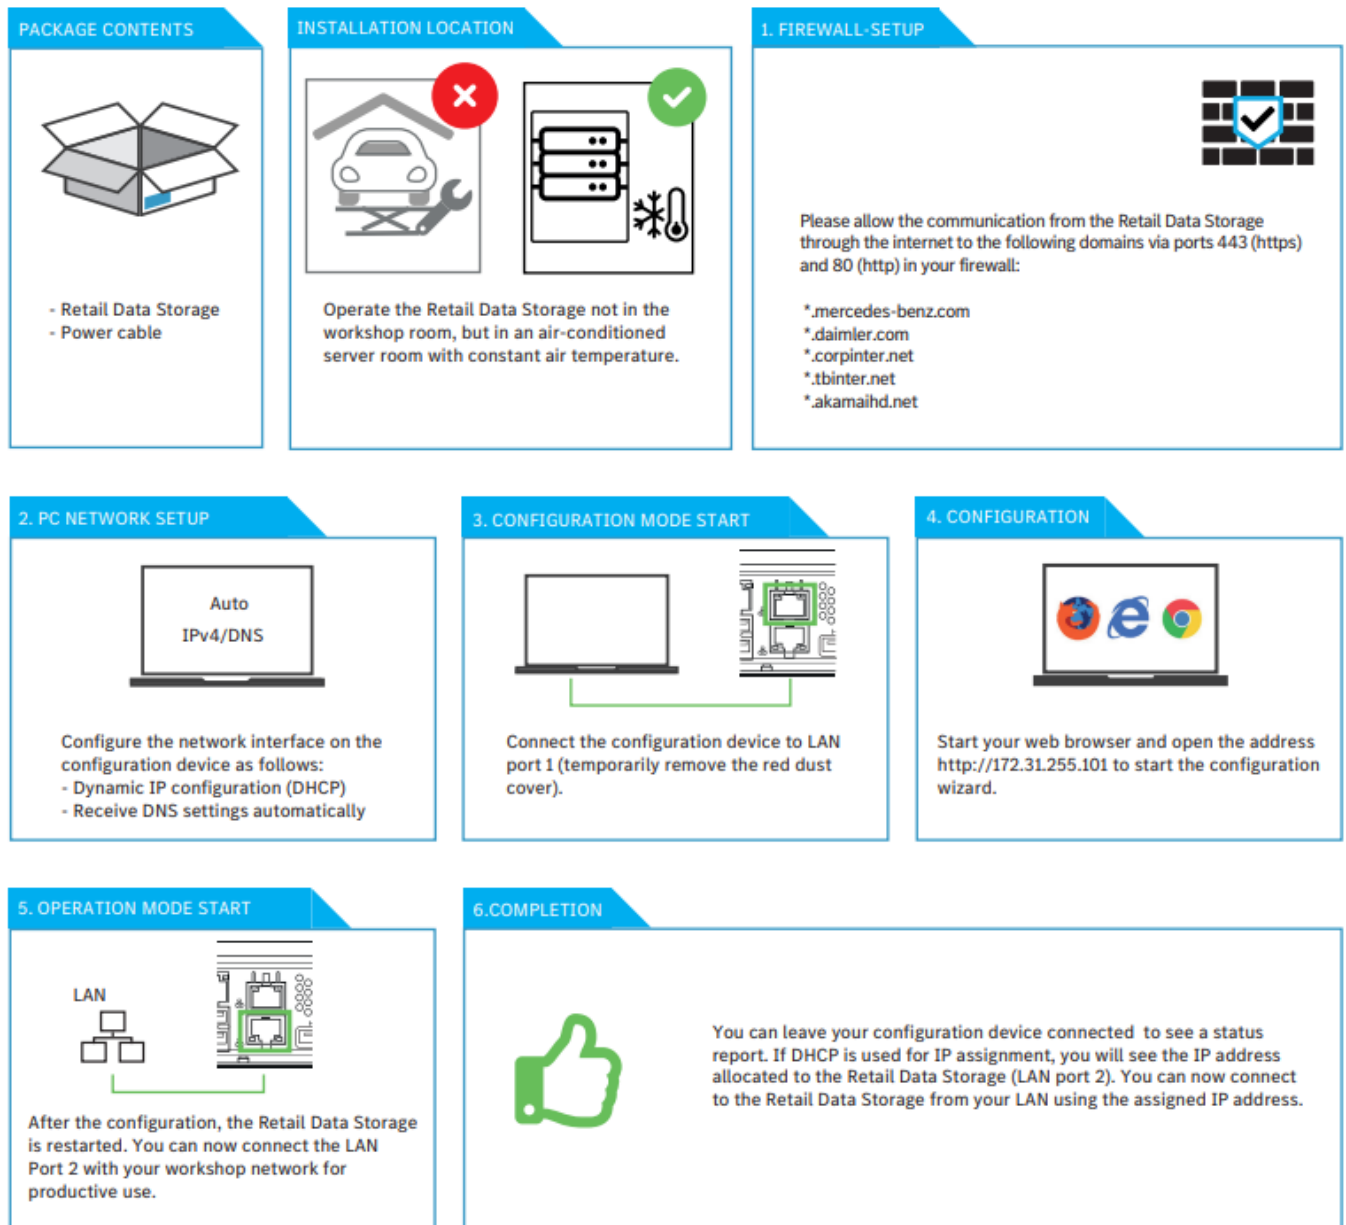 PACKAGE CONTENTS
- Retail Data Storage
- Power cable
INSTALLATION LOCATION
Operate the Retail Data Storage not in the
workshop room, but in an air-conditioned
server room with constant air temperature.
1. FIREWALL-SETUP
Please allow the communication from the Retail Data Storage
through the internet to the following domains via ports 443 (https)
and 80 (http) in your firewall:
*.mercedes-benz.com
*.daimler.com
*.corpinter.net
*.tbinter.net
*.akamaihd.net
2. PC NETWORK SETUP
Auto
IPv4/DNS
Configure the network interface on the
configuration device as follows:
- Dynamic IP configuration (DHCP)
- Receive DNS settings automatically
3. CONFIGURATION MODE START
Connect the configuration device to LAN
port 1 (temporarily remove the red dust
cover).
4. CONFIGURATION
Start your web browser and open the address
http://172.31.255.101 to start the configuration
wizard.
5. OPERATION MODE START
LAN
After the configuration, the Retail Data Storage
is restarted. You can now connect the LAN
Port 2 with your workshop network for
productive use.
6.COMPLETION
You can leave your configuration device connected to see a status
report. If DHCP is used for IP assignment, you will see the IP address
allocated to the Retail Data Storage (LAN port 2). You can now connect
to the Retail Data Storage from your LAN using the assigned IP address.